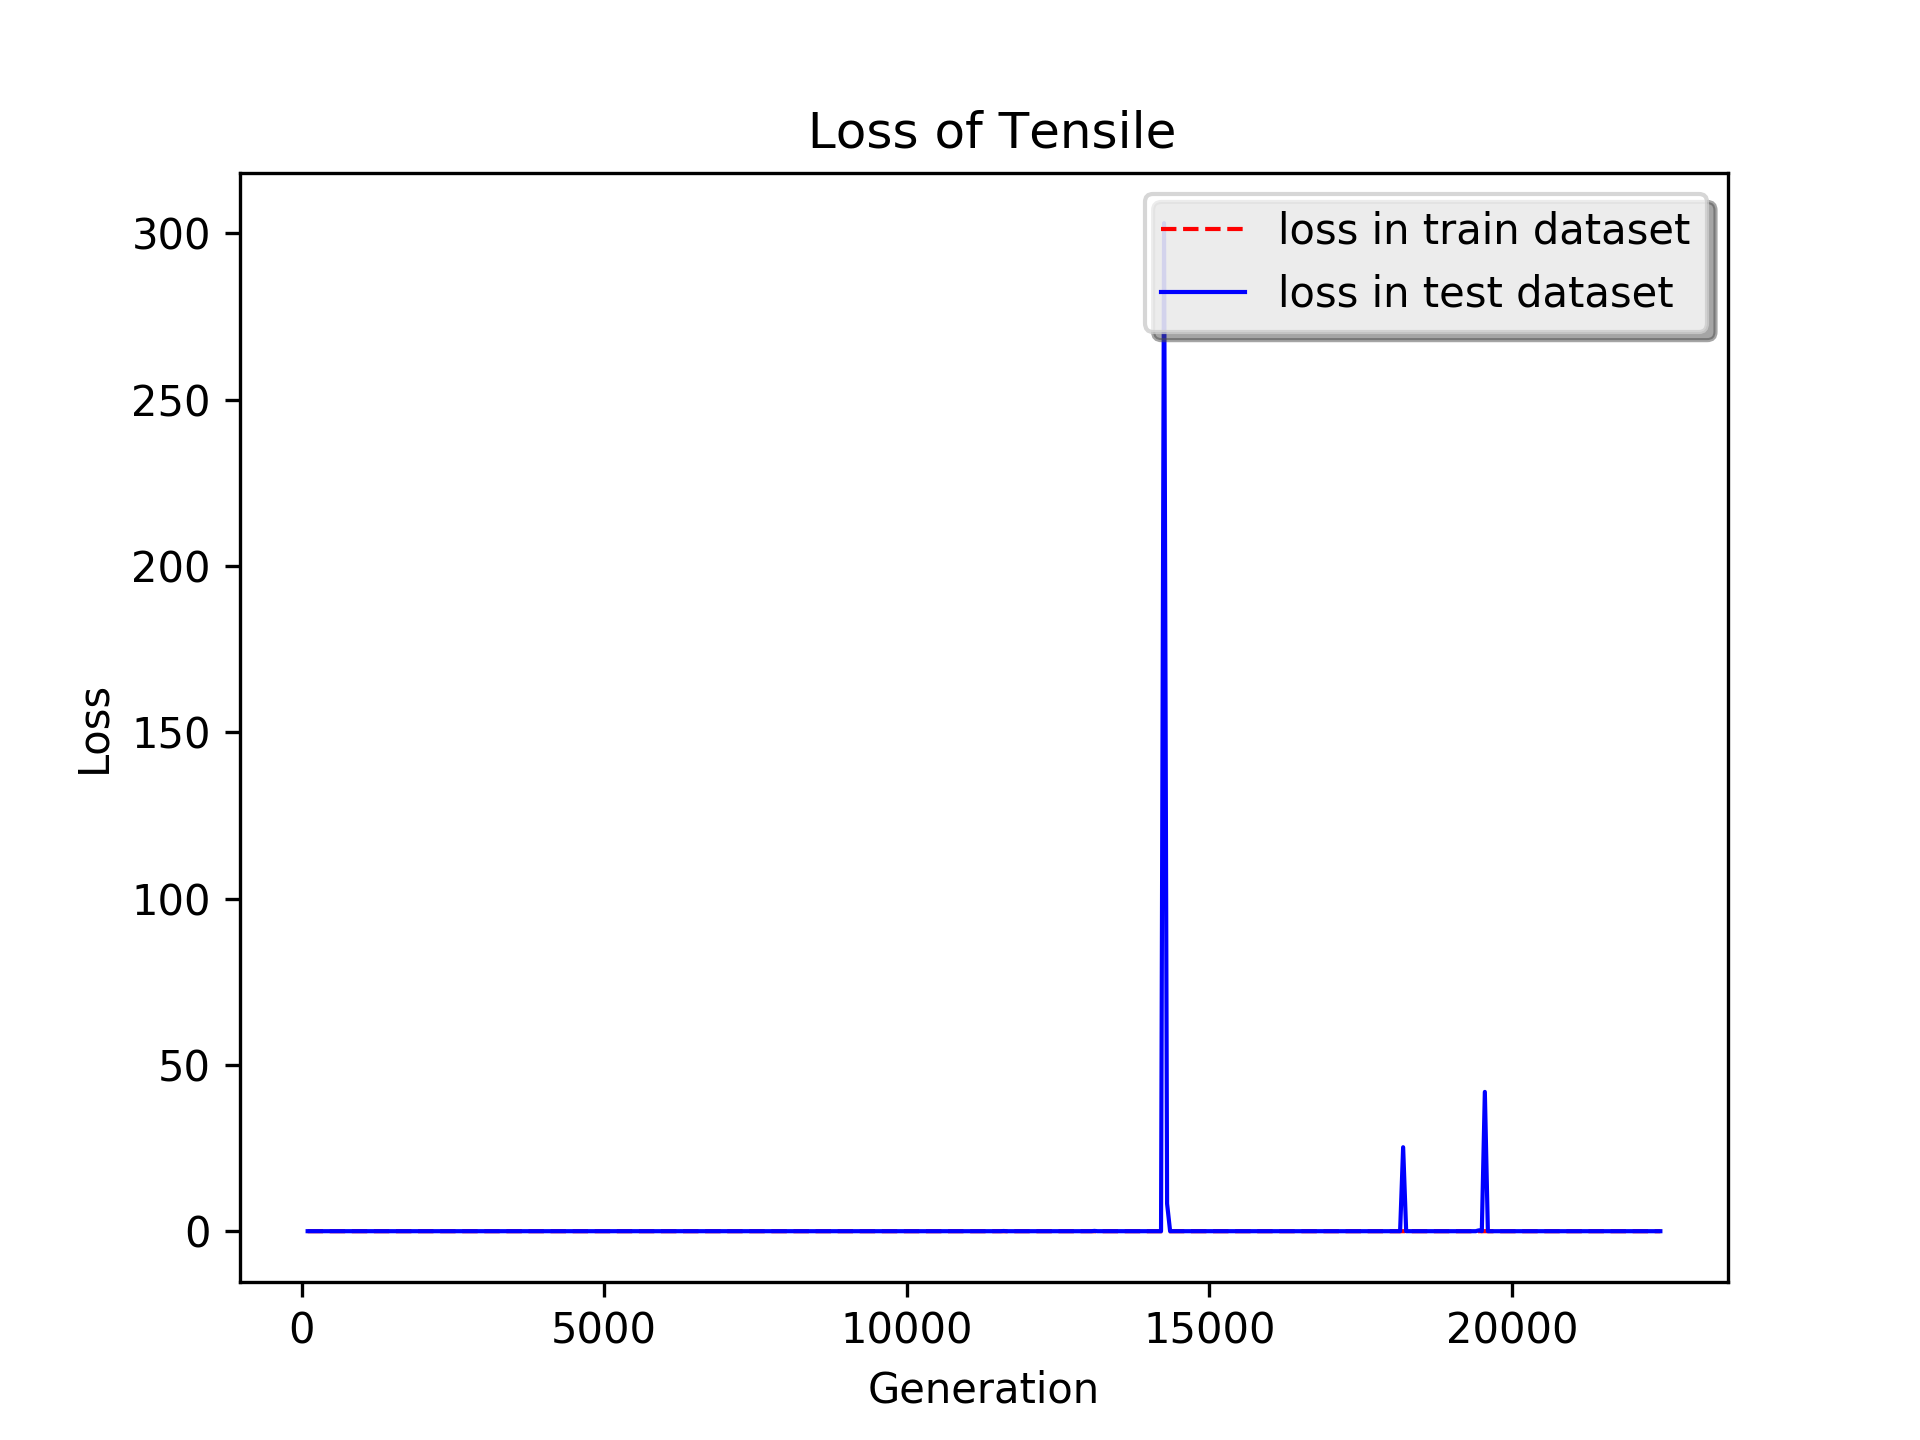 Loss of Tensile
loss in train dataset
loss in test dataset
300
250
200
150
100
50
0
Loss
0 5000 10000 15000 20000
Generation